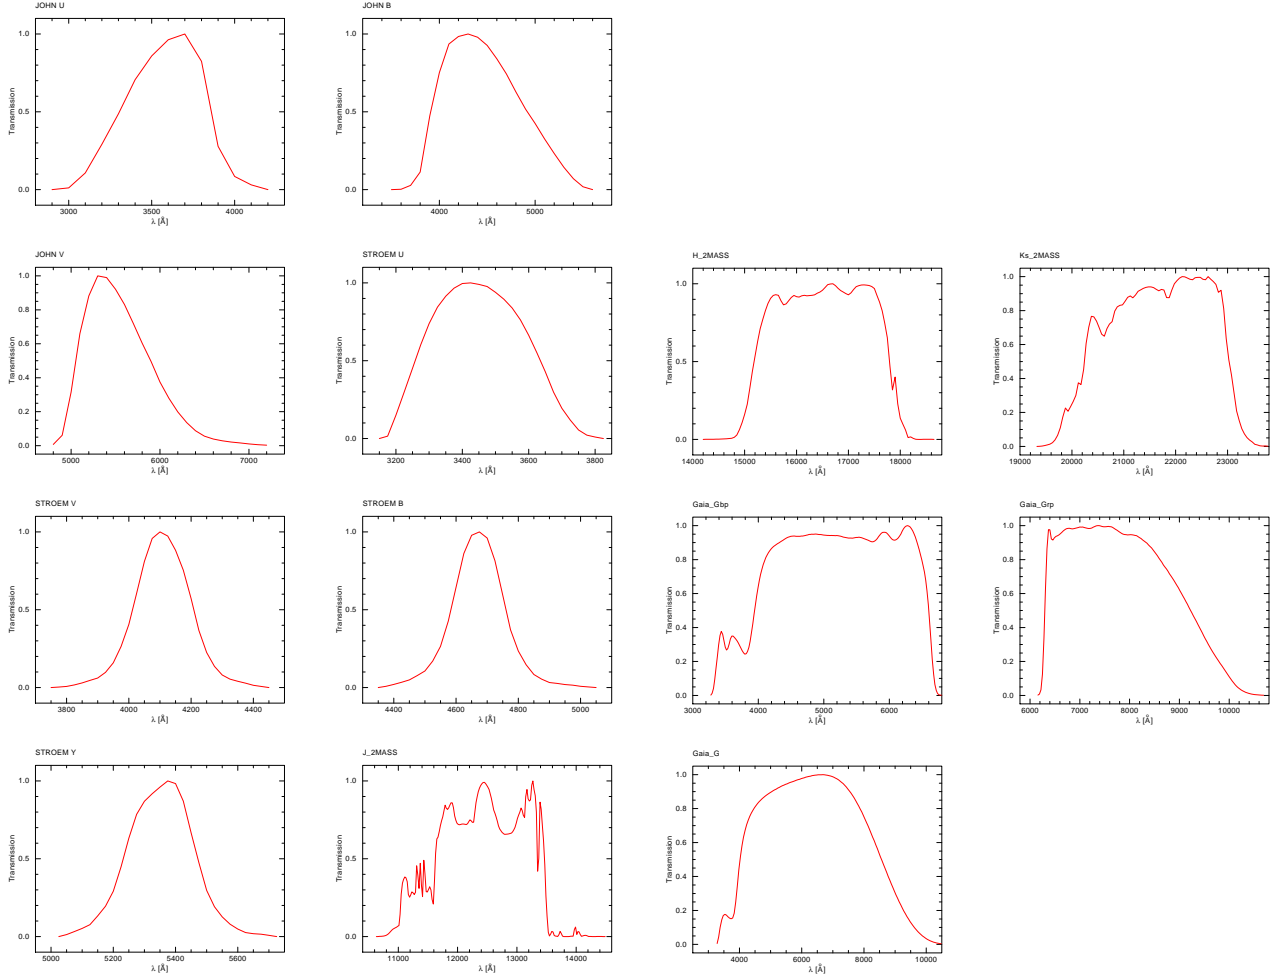 JOHN U
Transmission
1.0
0.5
0.0
3000 3500 4000
λ [Å]
JOHN B
Transmission
1.0
0.5
0.0
4000 5000
λ [Å]
JOHN V
Transmission
1.0
0.8
0.6
0.4
0.2
0.0
5000 6000 7000
λ [Å]
STROEM U
Transmission
1.0
0.5
0.0
3200 3400 3600 3800
λ [Å]
H_2MASS
Transmission
1.0
0.5
0.0
14000 15000 16000 17000 18000
λ [Å]
Ks_2MASS
Transmission
1.0
0.8
0.6
0.4
0.2
0.0
19000 20000 21000 22000 23000
λ [Å]
STROEM V
Transmission
1.0
0.5
0.0
3800 4000 4200 4400
λ [Å]
STROEM B
Transmission
1.0
0.5
0.0
4400 4600 4800 5000
λ [Å]
Gaia_Gbp
Transmission
1.0
0.8
0.6
0.4
0.2
0.0
3000 4000 5000 6000
λ [Å]
Gaia_Grp
Transmission
1.0
0.8
0.6
0.4
0.2
0.0
6000 7000 8000 9000 10000
λ [Å]
STROEM Y
Transmission
1.0
0.5
0.0
5000 5200 5400 5600
λ [Å]
J_2MASS
Transmission
1.0
0.5
0.0
11000 12000 13000 14000
λ [Å]
Gaia_G
Transmission
1.0
0.8
0.6
0.4
0.2
0.0
4000 6000 8000 10000
λ [Å]